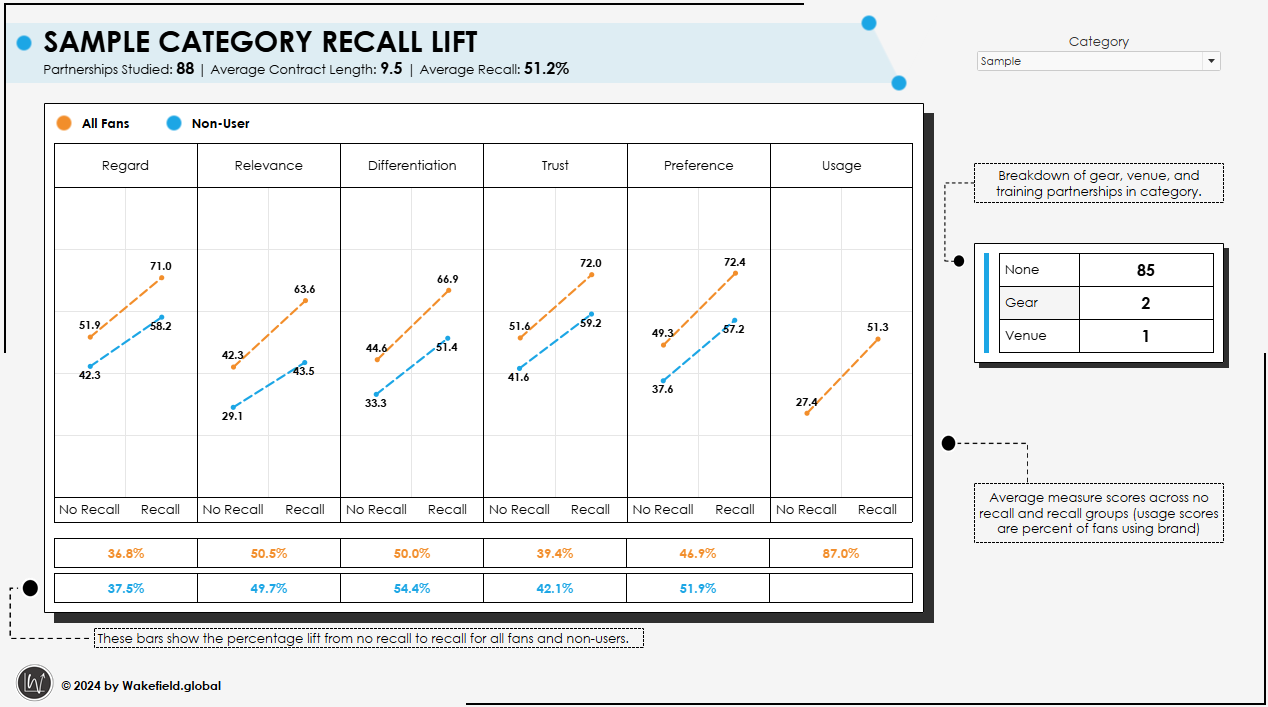 SAMPLE CATEGORY RECALL LIFT
Partnerships Studied: 88 | Average Contract Length: 9.5 | Average Recall: 51.2%
Category
Sample
All Fans Non-User
Regard Relevance Differentiation Trust Preference Usage
51.9 71.0 42.3 58.2
42.3 63.6 29.1 43.5
44.6 66.9 33.3 51.4
51.6 72.0 41.6 59.2
49.3 72.4 37.6 57.2
27.4 51.3
No Recall Recall No Recall Recall No Recall Recall No Recall Recall No Recall Recall No Recall Recall
36.8% 50.5% 50.0% 39.4% 46.9% 87.0%
37.5% 49.7% 54.4% 42.1% 51.9%
These bars show the percentage lift from no recall to recall for all fans and non-users.
Breakdown of gear, venue, and
training partnerships in category.
None 85
Gear 2
Venue 1
Average measure scores across no
recall and recall groups (usage scores
are percent of fans using brand)
© 2024 by Wakefield.global